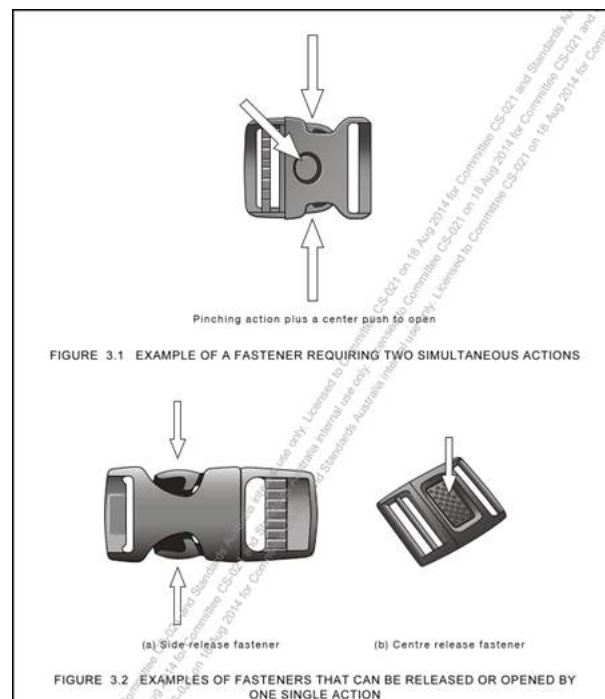 Pinching action plus a center push to open
FIGURE 3.1 EXAMPLE OF A FASTENER REQUIRING TWO SIMULTANEOUS ACTIONS
(a) Side release fastener
(b) Centre release fastener
FIGURE 3.2 EXAMPLES OF FASTENERS THAT CAN BE RELEASED OR OPENED BY
ONE SINGLE ACTION